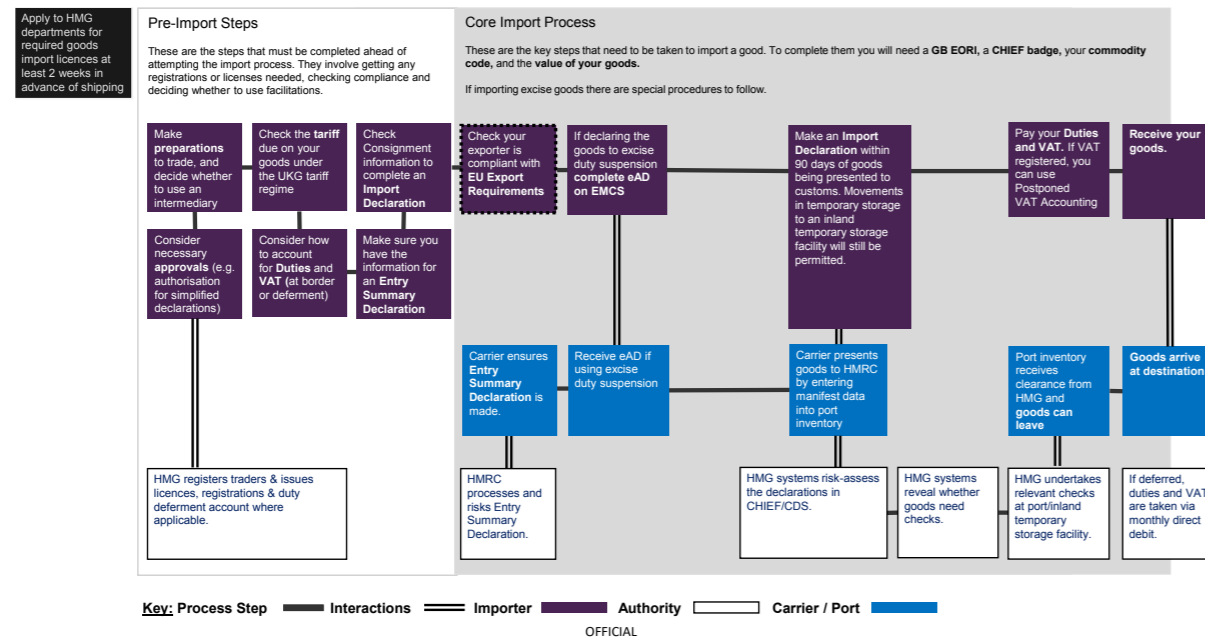 Apply to HMG
departments for
required goods
import licences at
least 2 weeks in
advance of shipping
Pre-Import Steps
These are the steps that must be completed ahead of
attempting the import process. They involve getting any
registrations or licenses needed, checking compliance and
deciding whether to use facilitations.
Core Import Process
These are the key steps that need to be taken to import a good. To complete them you will need a GB EORI, a CHIEF badge, your commodity
code, and the value of your goods.
If importing excise goods there are special procedures to follow.
Make
preparations
to trade, and
decide whether
to use an
intermediary
Check the tariff
due on your
goods under
the UKG tariff
regime
Check
Consignment
information to
complete an
Import
Declaration
Check your
exporter is
compliant with
EU Export
Requirements
If declaring the
goods to excise
duty suspension
complete eAD
on EMCS
Make an Import
Declaration within
90 days of goods
being presented to
customs. Movements
in temporary storage
to an inland
temporary storage
facility will still be
permitted.
Pay your Duties
and VAT. If VAT
registered, you
can use
Postponed
VAT Accounting
Receive your
goods.
Consider
necessary
approvals (e.g.
authorisation
for simplified
declarations)
Consider how
to account
for Duties and
VAT (at border
or deferment)
Make sure you
have the
information for
an Entry
Summary
Declaration
Carrier ensures
Entry
Summary
Declaration is
made.
Receive eAD if
using excise
duty suspension
Carrier presents
goods to HMRC
by entering
manifest data
into port
inventory
Port inventory
receives
clearance from
HMG and
goods can
leave
Goods arrive
at destination
HMG registers traders & issues
licences, registrations & duty
deferment account where
applicable.
HMRC
processes and
risks Entry
Summary
Declaration.
HMG systems risk-assess
the declarations in
CHIEF/CDS.
HMG systems
reveal whether
goods need
checks.
HMG undertakes
relevant checks
at port/inland
temporary
storage facility.
If deferred,
duties and VAT
are taken via
monthly direct
debit.
Key: Process Step Interactions Importer Authority Carrier / Port
OFFICIAL